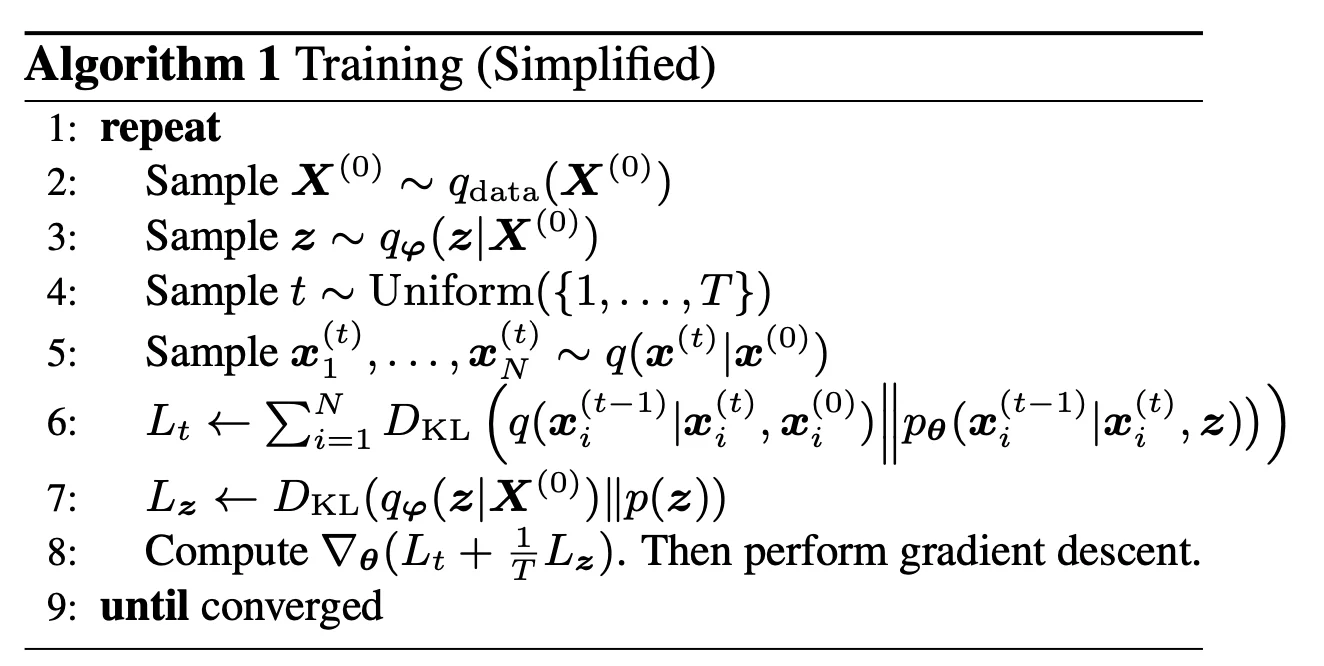 Algorithm 1 Training (Simplified)
1: repeat
2: Sample $\boldsymbol{X}^{(0)} \sim q_{\mathrm{data}}(\boldsymbol{X}^{(0)})$
3: Sample $\boldsymbol{z} \sim q_{\boldsymbol{\varphi}}(\boldsymbol{z}|\boldsymbol{X}^{(0)})$
4: Sample $t \sim \mathrm{Uniform}(\{1, \ldots, T\})$
5: Sample $\boldsymbol{x}_1^{(t)}, \ldots, \boldsymbol{x}_N^{(t)} \sim q(\boldsymbol{x}^{(t)}|\boldsymbol{x}^{(0)})$
6: $L_t \leftarrow \sum_{i=1}^{N} D_{\mathrm{KL}}\left(q(\boldsymbol{x}_i^{(t-1)}|\boldsymbol{x}_i^{(t)}, \boldsymbol{x}_i^{(0)}) \middle\| p_{\boldsymbol{\theta}}(\boldsymbol{x}_i^{(t-1)}|\boldsymbol{x}_i^{(t)}, \boldsymbol{z}))\right)$
7: $L_{\boldsymbol{z}} \leftarrow D_{\mathrm{KL}}(q_{\boldsymbol{\varphi}}(\boldsymbol{z}|\boldsymbol{X}^{(0)}) \| p(\boldsymbol{z}))$
8: Compute $\nabla_{\boldsymbol{\theta}}(L_t + \frac{1}{T} L_{\boldsymbol{z}})$. Then perform gradient descent.
9: until converged